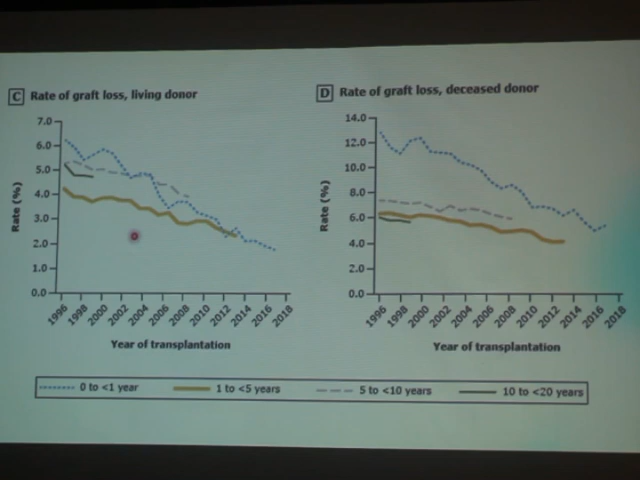 C Rate of graft loss, living donor
7.0
6.0
5.0
4.0
3.0
2.0
1.0
0.0
Rate (%)
1996 1998 2000 2002 2004 2006 2008 2010 2012 2014 2016 2018
Year of transplantation
D Rate of graft loss, deceased donor
14.0
12.0
10.0
8.0
6.0
4.0
2.0
0.0
Rate (%)
1996 1998 2000 2002 2004 2006 2008 2010 2012 2014 2016 2018
Year of transplantation
0 to <1 year 1 to <5 years 5 to <10 years 10 to <20 years